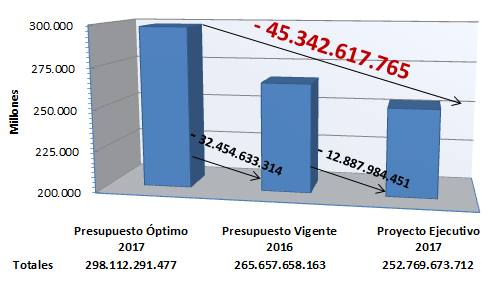 300.000
- 45.342.617.765
275.000
Millones
250.000
- 32.454.633.314
- 12.887.984.451
225.000
200.000
Presupuesto Óptimo
2017
Presupuesto Vigente
2016
Proyecto Ejecutivo
2017
Totales 298.112.291.477 265.657.658.163 252.769.673.712